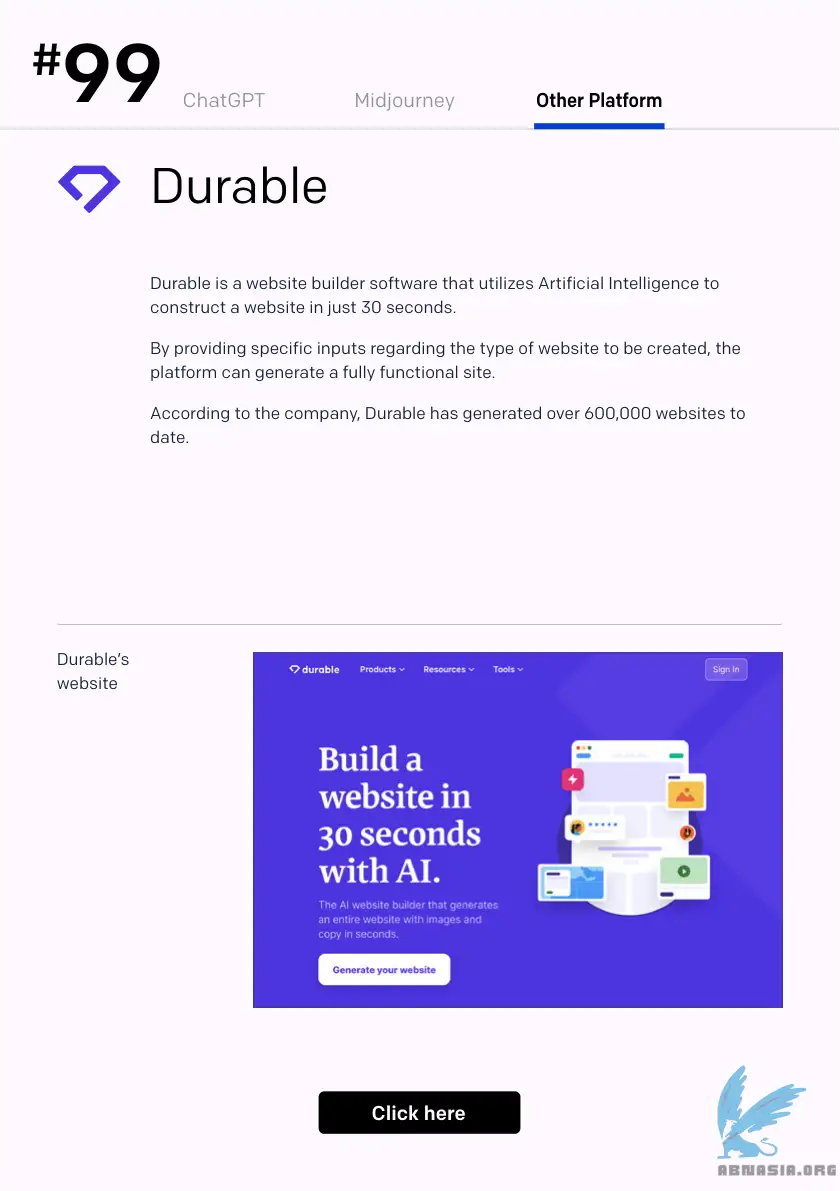 #99
ChatGPT
Midjourney
Other Platform
Durable
Durable is a website builder software that utilizes Artificial Intelligence to
construct a website in just 30 seconds.
By providing specific inputs regarding the type of website to be created, the
platform can generate a fully functional site.
According to the company, Durable has generated over 600,000 websites to
date.
Durable's
website
durable
Products
Resources
Tools
Sign In
Build a
website in
30 seconds
with AI.
The AI website builder that generates
an entire website with images and
copy in seconds.
Generate your website
Click here
ABNASIA.ORG